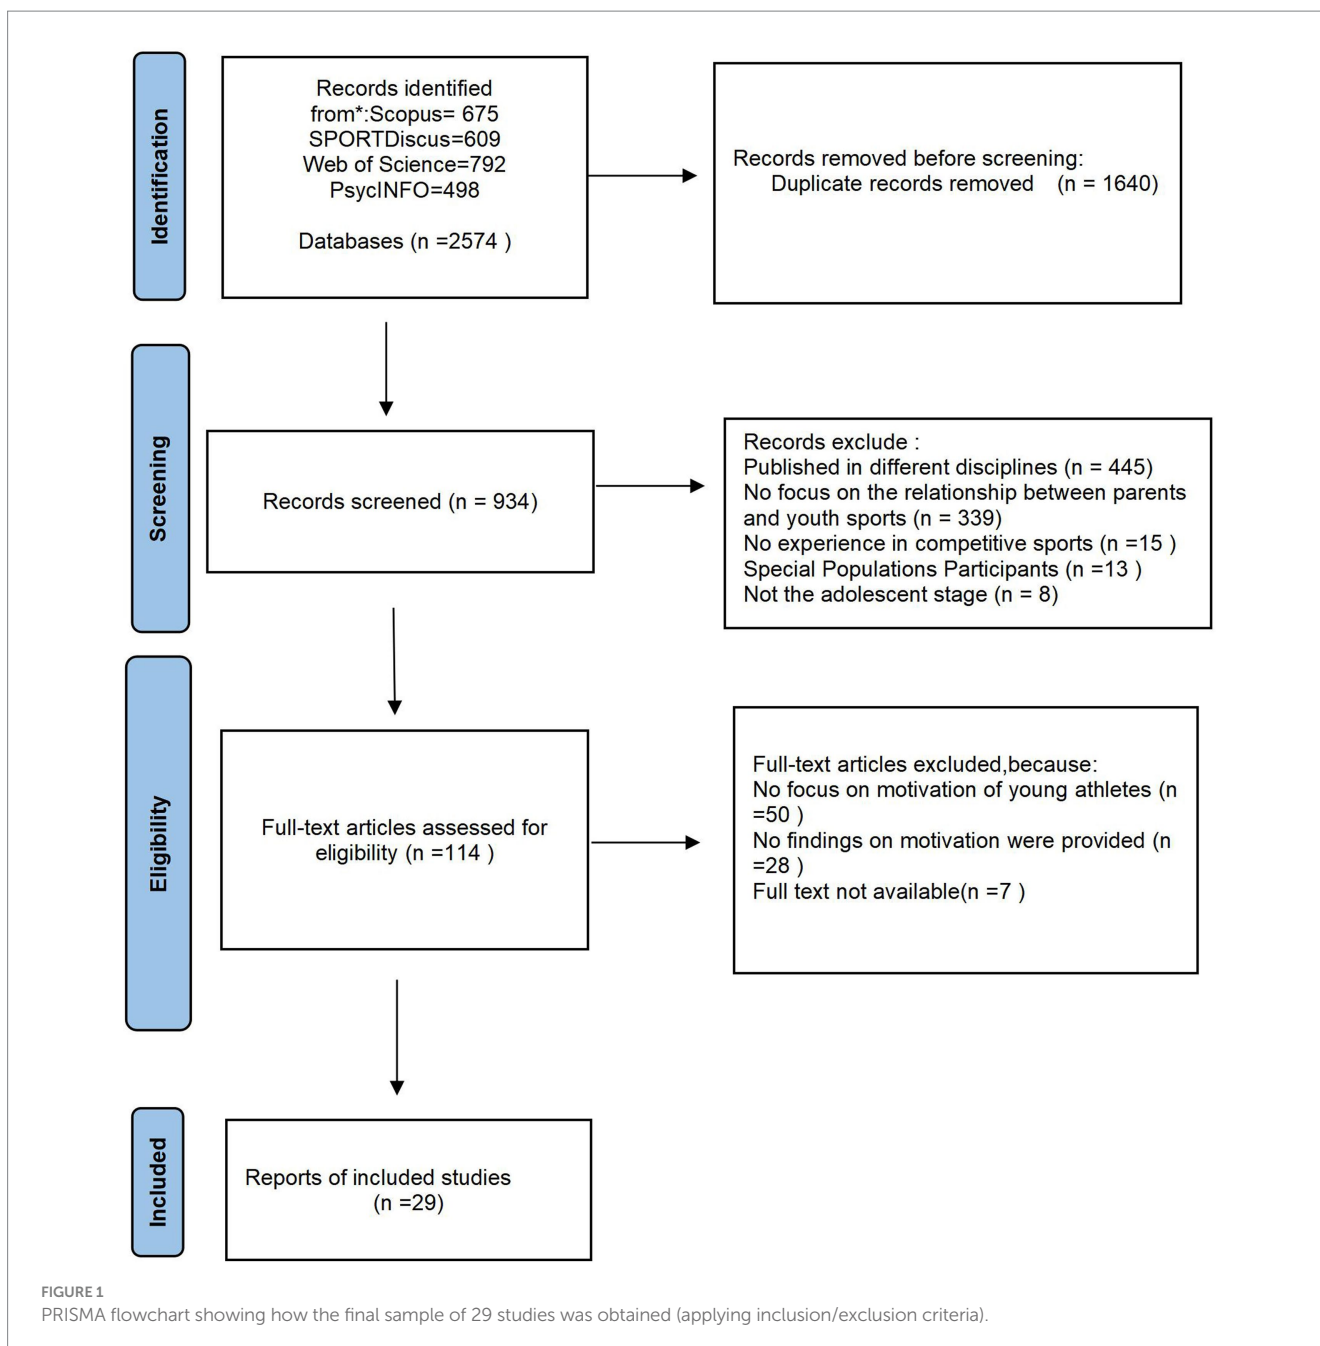 Identification
Records identified
from*:Scopus= 675
SPORTDiscus=609
Web of Science=792
PsycINFO=498
Databases (n =2574 )
Records removed before screening:
Duplicate records removed (n = 1640)
Screening
Records screened (n = 934)
Records exclude :
Published in different disciplines (n = 445)
No focus on the relationship between parents
and youth sports (n = 339)
No experience in competitive sports (n =15 )
Special Populations Participants (n =13 )
Not the adolescent stage (n = 8)
Eligibility
Full-text articles assessed for
eligibility (n =114 )
Full-text articles excluded,because:
No focus on motivation of young athletes (n
=50 )
No findings on motivation were provided (n
=28 )
Full text not available(n =7 )
Included
Reports of included studies
(n =29)
FIGURE 1
PRISMA flowchart showing how the final sample of 29 studies was obtained (applying inclusion/exclusion criteria).